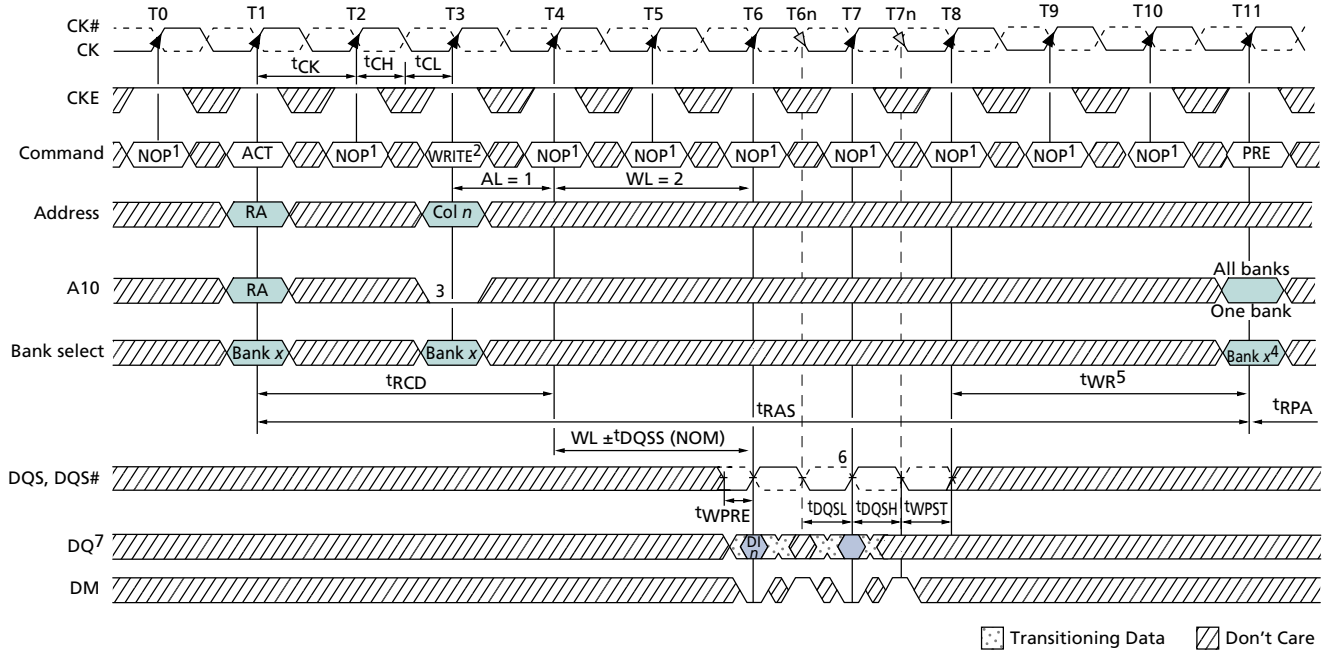 T0 T1 T2 T3 T4 T5 T6 T6n T7 T7n T8 T9 T10 T11
CK#
CK
tCK tCH tCL
CKE
Command NOP1 ACT NOP1 WRITE2 NOP1 NOP1 NOP1 NOP1 NOP1 NOP1 NOP1 PRE
AL = 1 WL = 2
Address RA Col n
All banks
A10 RA 3
One bank
Bank select Bank x Bank x Bank x4
tRCD tWR5
tRAS tRPA
WL ±tDQSS (NOM)
6
DQS, DQS#
tWPRE tDQSL tDQSH tWPST
DQ7 DI n
DM
Transitioning Data Don't Care